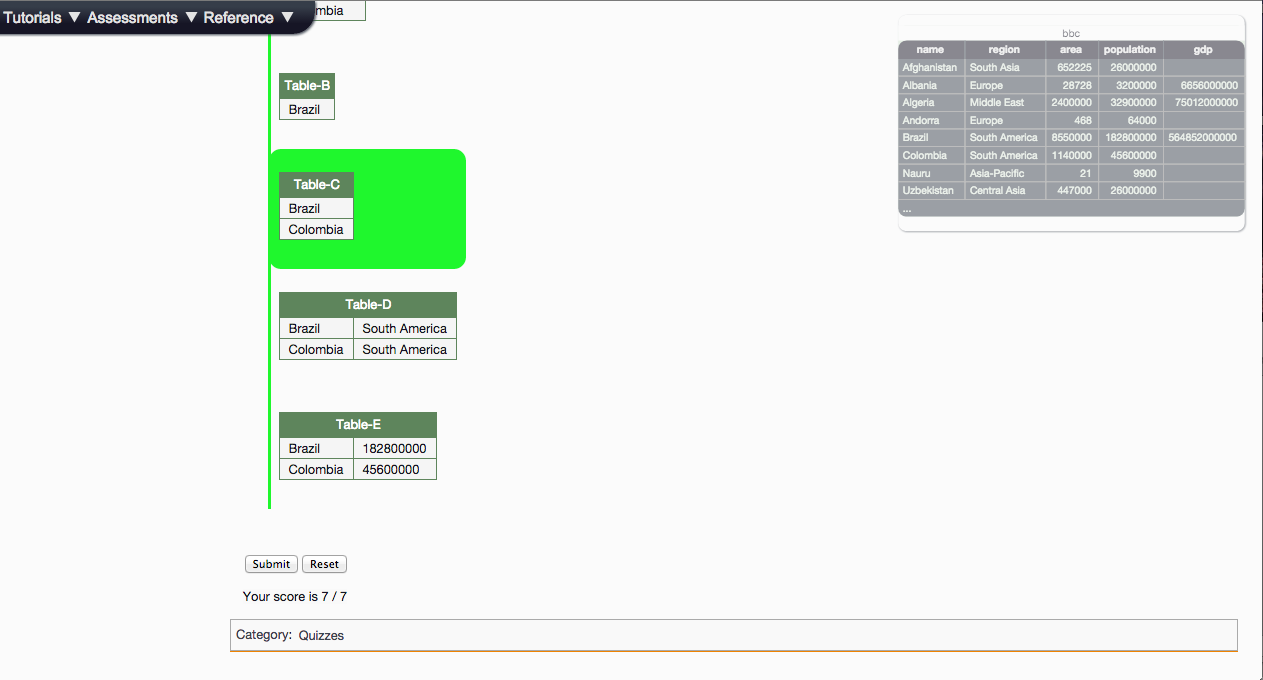 Tutorials ▼ Assessments ▼ Reference ▼
mbia
Table-B
Brazil
Table-C
Brazil
Colombia
Table-D
Brazil South America
Colombia South America
Table-E
Brazil 182800000
Colombia 45600000
Submit Reset
Your score is 7 / 7
Category: Quizzes
bbc
name region area population gdp
Afghanistan South Asia 652225 26000000
Albania Europe 28728 3200000 6656000000
Algeria Middle East 2400000 32900000 75012000000
Andorra Europe 468 64000
Brazil South America 8550000 182800000 564852000000
Colombia South America 1140000 45600000
Nauru Asia-Pacific 21 9900
Uzbekistan Central Asia 447000 26000000
...